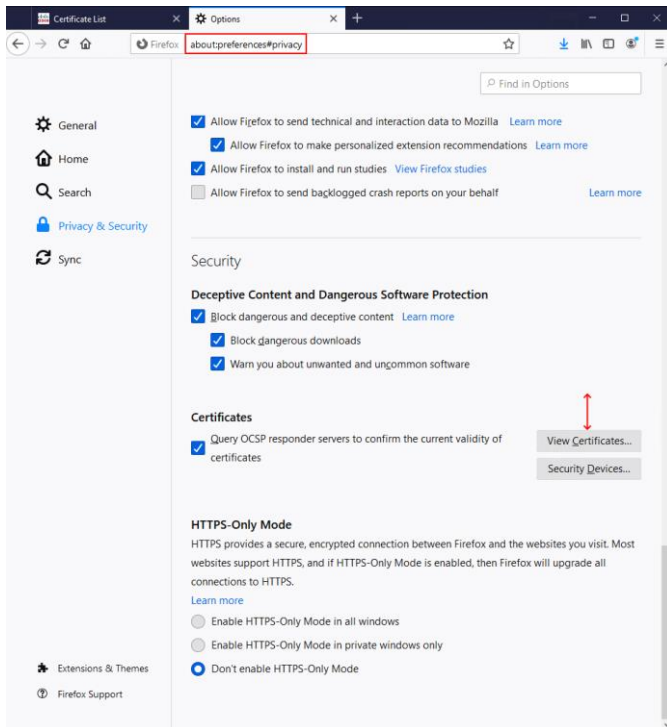 Certificate List
Options
Firefox
about:preferences#privacy
Find in Options
General
Home
Search
Privacy & Security
Sync
Extensions & Themes
Firefox Support
Allow Firefox to send technical and interaction data to Mozilla Learn more
Allow Firefox to make personalized extension recommendations Learn more
Allow Firefox to install and run studies View Firefox studies
Allow Firefox to send backlogged crash reports on your behalf Learn more
Security
Deceptive Content and Dangerous Software Protection
Block dangerous and deceptive content Learn more
Block dangerous downloads
Warn you about unwanted and uncommon software
Certificates
Query OCSP responder servers to confirm the current validity of
certificates
View Certificates...
Security Devices...
HTTPS-Only Mode
HTTPS provides a secure, encrypted connection between Firefox and the websites you visit. Most
websites support HTTPS, and if HTTPS-Only Mode is enabled, then Firefox will upgrade all
connections to HTTPS.
Learn more
Enable HTTPS-Only Mode in all windows
Enable HTTPS-Only Mode in private windows only
Don't enable HTTPS-Only Mode